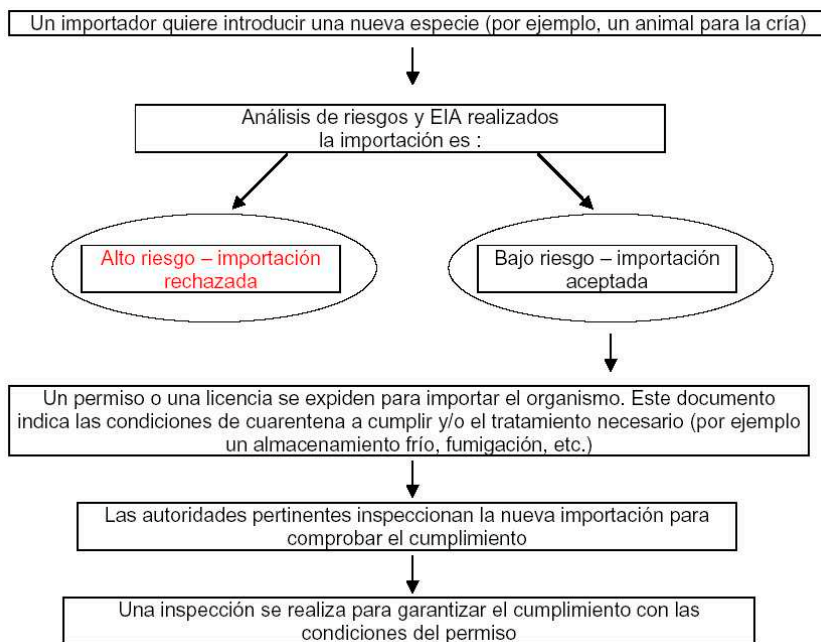 Un importador quiere introducir una nueva especie (por ejemplo, un animal para la cría)
Análisis de riesgos y EIA realizados
la importación es :
Alto riesgo – importación
rechazada
Bajo riesgo – importación
aceptada
Un permiso o una licencia se expiden para importar el organismo. Este documento
indica las condiciones de cuarentena a cumplir y/o el tratamiento necesario (por ejemplo
un almacenamiento frío, fumigación, etc.)
Las autoridades pertinentes inspeccionan la nueva importación para
comprobar el cumplimiento
Una inspección se realiza para garantizar el cumplimiento con las
condiciones del permiso